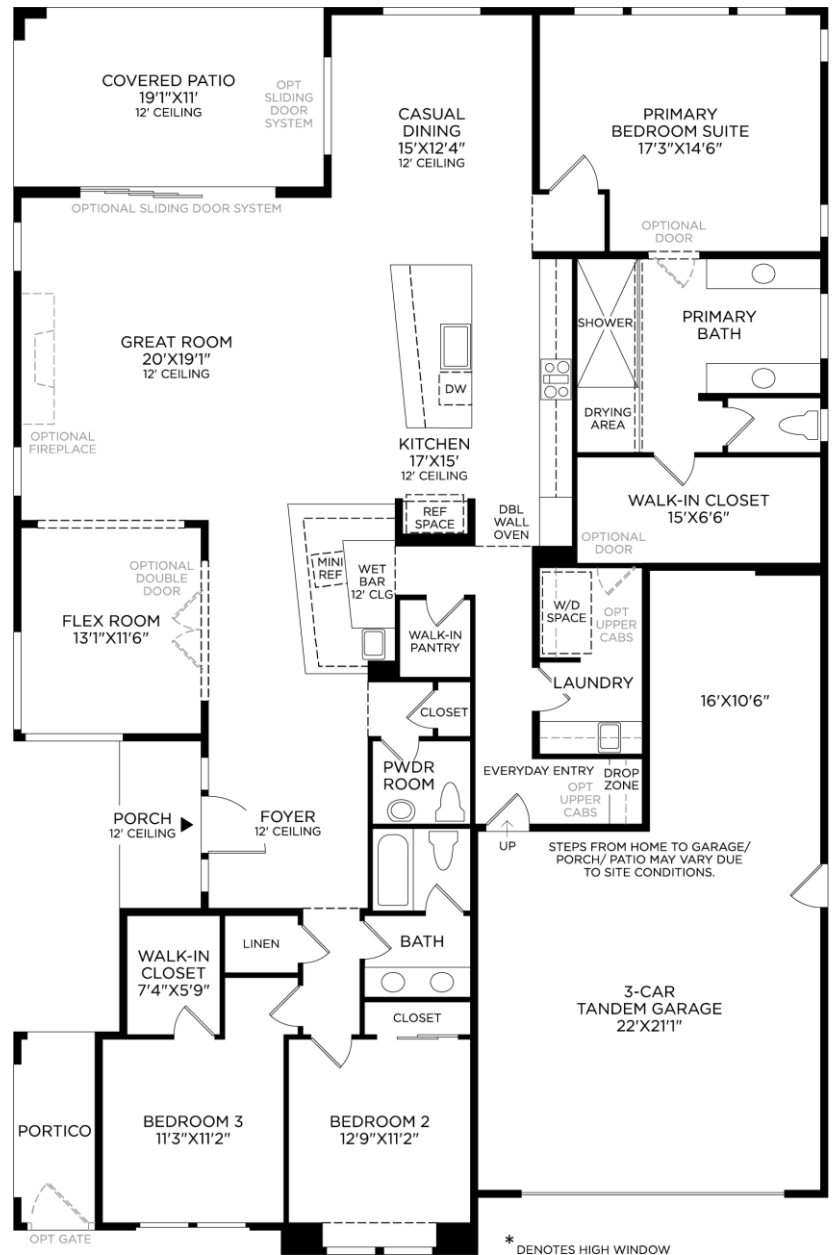 COVERED PATIO
19'1"X11'
12' CEILING
OPT
SLIDING
DOOR
SYSTEM
CASUAL
DINING
15'X12'4"
12' CEILING
PRIMARY
BEDROOM SUITE
17'3"X14'6"
OPTIONAL SLIDING DOOR SYSTEM
OPTIONAL
DOOR
GREAT ROOM
20'X19'1"
12' CEILING
OPTIONAL
FIREPLACE
DW
KITCHEN
17'X15'
12' CEILING
SHOWER
PRIMARY
BATH
DRYING
AREA
REF
SPACE
DBL
WALL
OVEN
WALK-IN CLOSET
15'X6'6"
OPTIONAL
DOOR
OPTIONAL
DOUBLE
DOOR
FLEX ROOM
13'1"X11'6"
MINI
REF
WET
BAR
12' CLG
WALK-IN
PANTRY
W/D
SPACE
OPT
UPPER
CABS
LAUNDRY
16'X10'6"
CLOSET
PWDR
ROOM
EVERYDAY ENTRY
DROP
ZONE
OPT
UPPER
CABS
PORCH
12' CEILING
FOYER
12' CEILING
UP
STEPS FROM HOME TO GARAGE/
PORCH/ PATIO MAY VARY DUE
TO SITE CONDITIONS.
WALK-IN
CLOSET
7'4"X5'9"
LINEN
BATH
CLOSET
3-CAR
TANDEM GARAGE
22'X21'1"
PORTICO
BEDROOM 3
11'3"X11'2"
BEDROOM 2
12'9"X11'2"
OPT GATE
* DENOTES HIGH WINDOW